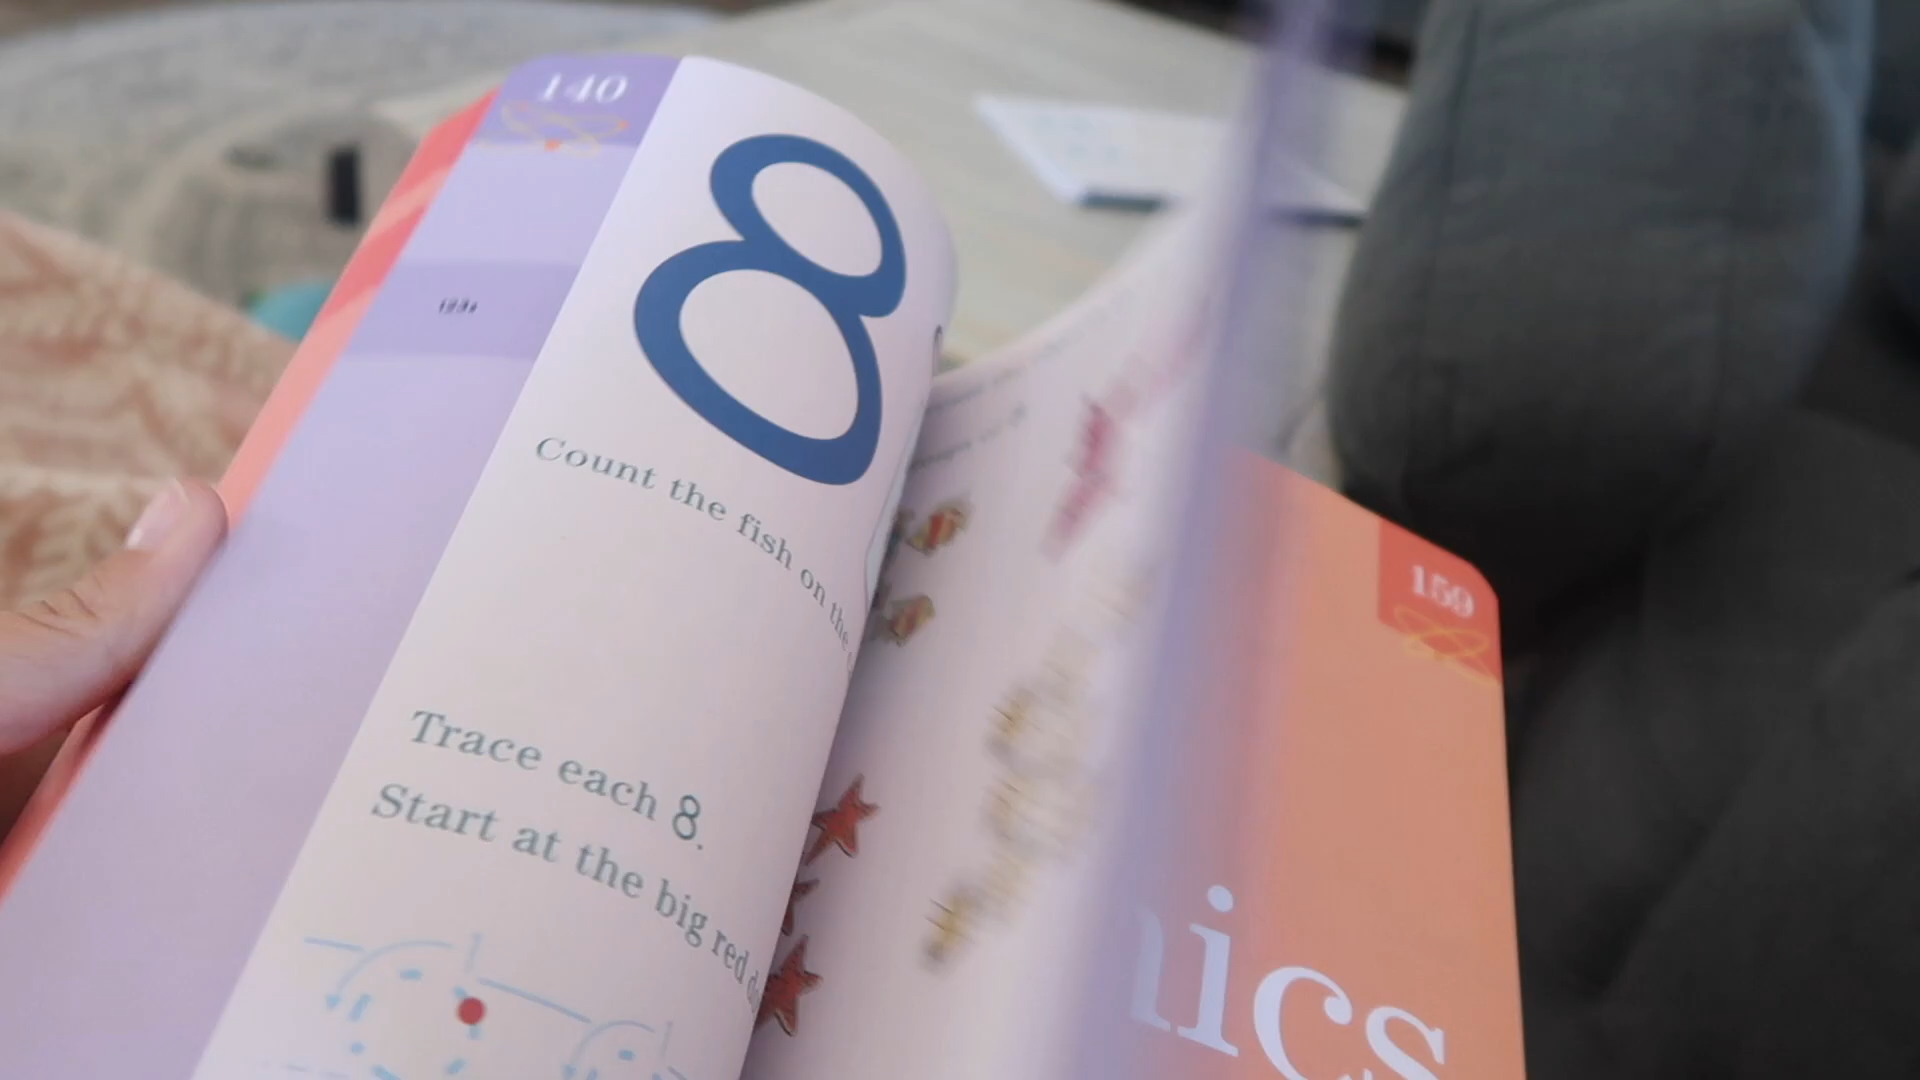 140
8
Count the fish on the
Trace each 8.
Start at the big red
159
nics